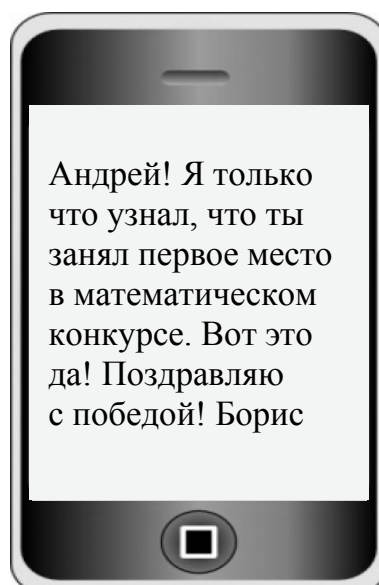 Андрей! Я только
что узнал, что ты
занял первое место
в математическом
конкурсе. Вот это
да! Поздравляю
с победой! Борис